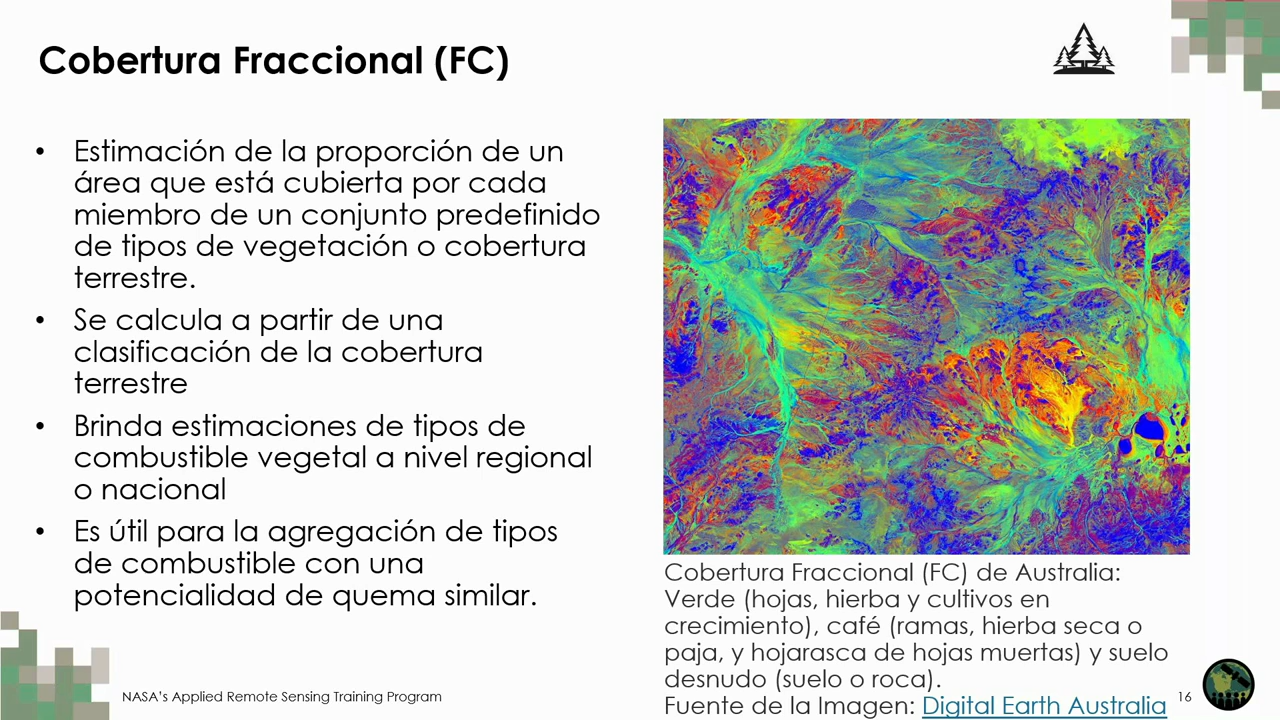 Cobertura Fraccional (FC)
• Estimación de la proporción de un
área que está cubierta por cada
miembro de un conjunto predefinido
de tipos de vegetación o cobertura
terrestre.
• Se calcula a partir de una
clasificación de la cobertura
terrestre
• Brinda estimaciones de tipos de
combustible vegetal a nivel regional
o nacional
• Es útil para la agregación de tipos
de combustible con una
potencialidad de quema similar.
Cobertura Fraccional (FC) de Australia:
Verde (hojas, hierba y cultivos en
crecimiento), café (ramas, hierba seca o
paja, y hojarasca de hojas muertas) y suelo
desnudo (suelo o roca).
Fuente de la Imagen: Digital Earth Australia
NASA's Applied Remote Sensing Training Program
16